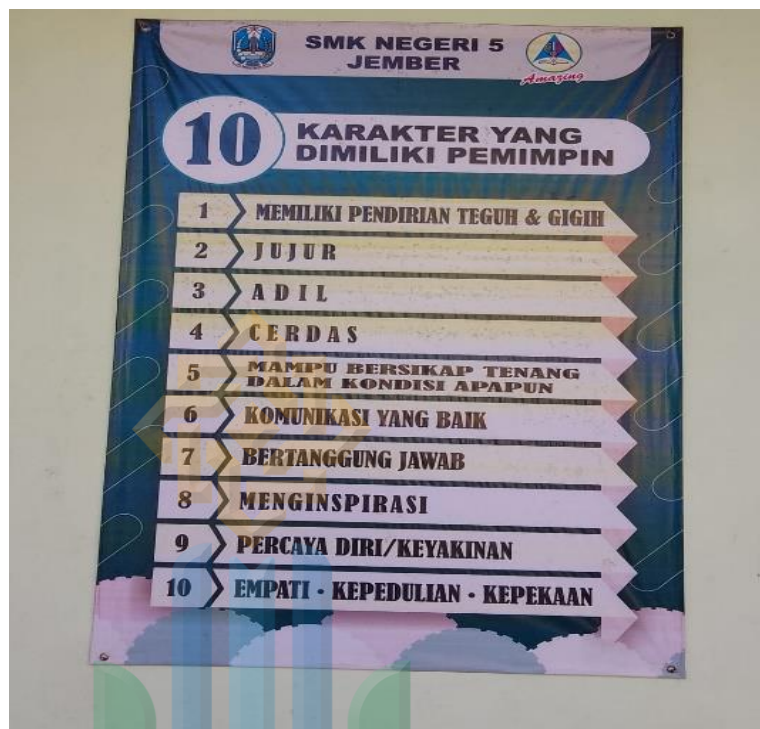 SMK NEGERI 5
JEMBER
Amazing
10
KARAKTER YANG
DIMILIKI PEMIMPIN
1 MEMILIKI PENDIRIAN TEGUH & GIGIH
2 JUJUR
3 ADIL
4 CERDAS
5 MAMPU BERSIKAP TENANG
DALAM KONDISI APAPUN
6 KOMUNIKASI YANG BAIK
7 BERTANGGUNG JAWAB
8 MENGINSPIRASI
9 PERCAYA DIRI/KEYAKINAN
10 EMPATI - KEPEDULIAN - KEPEKAAN